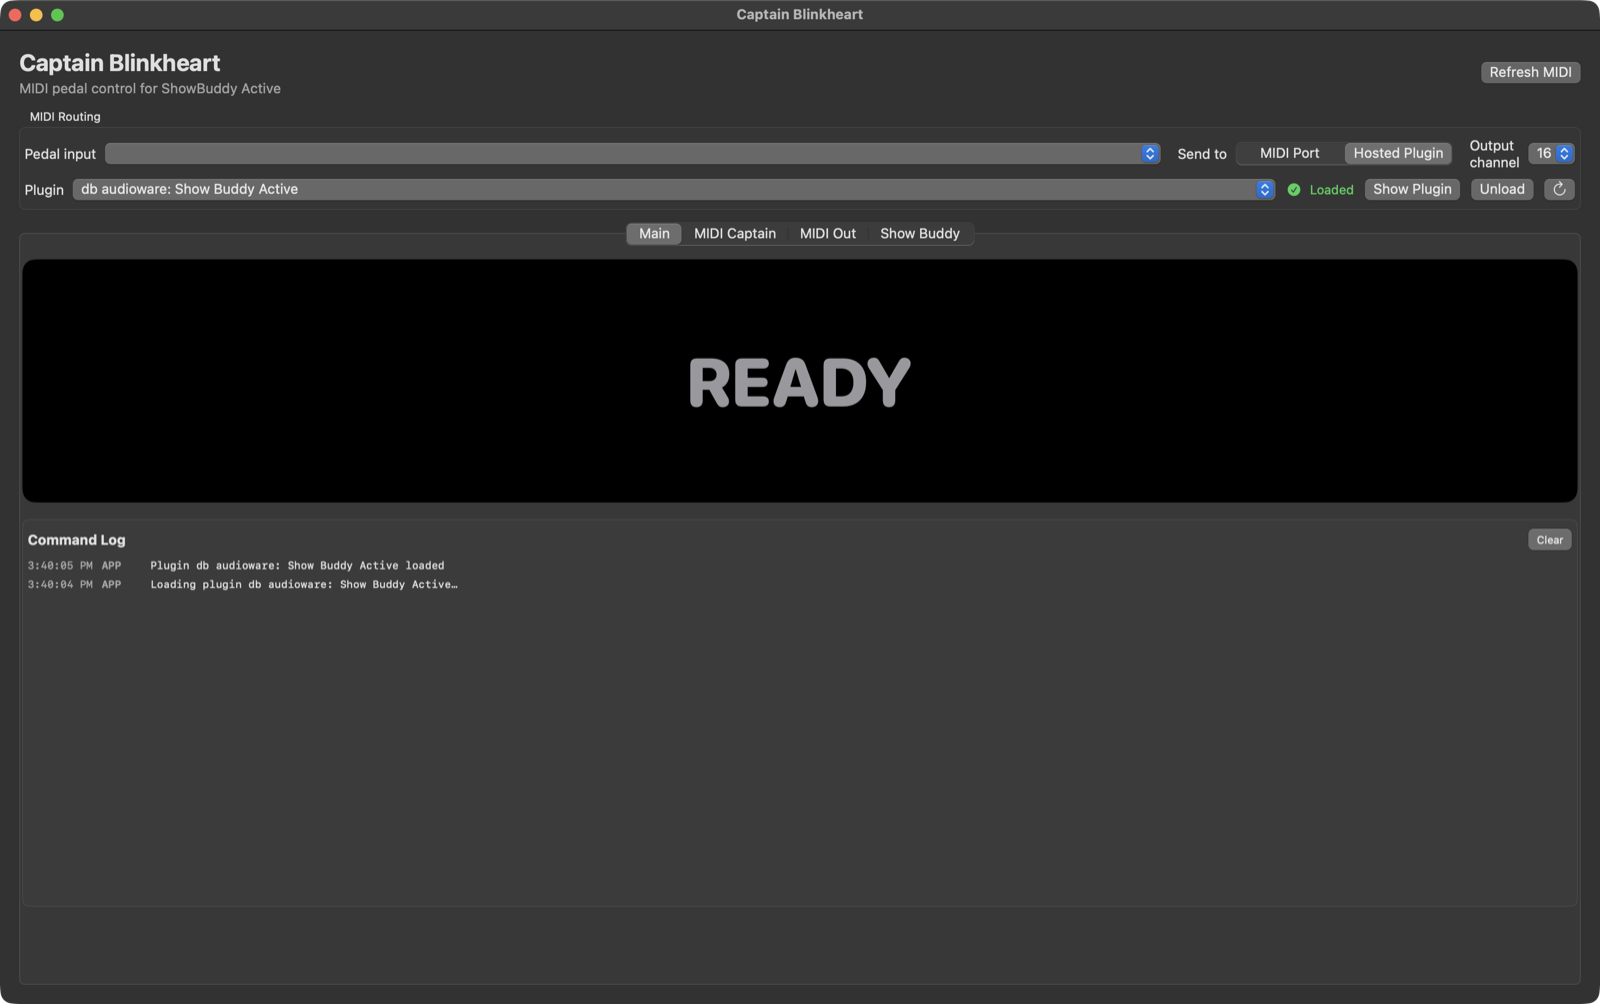 Captain Blinkheart
Captain Blinkheart
MIDI pedal control for ShowBuddy Active
Refresh MIDI
MIDI Routing
Pedal input
Send to
MIDI Port
Hosted Plugin
Output channel
16
Plugin
db audioware: Show Buddy Active
Loaded
Show Plugin
Unload
Main
MIDI Captain
MIDI Out
Show Buddy
READY
Command Log
Clear
3:40:05 PM APP Plugin db audioware: Show Buddy Active loaded
3:40:04 PM APP Loading plugin db audioware: Show Buddy Active…